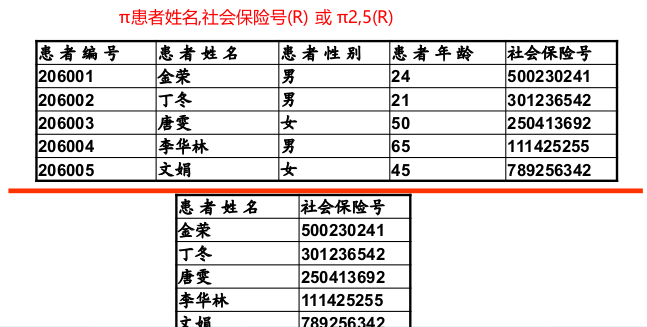 π患者姓名,社会保险号(R) 或 π2,5(R)
患者编号 患者姓名 患者性别 患者年龄 社会保险号
206001 金荣 男 24 500230241
206002 丁冬 男 21 301236542
206003 唐雯 女 50 250413692
206004 李华林 男 65 111425255
206005 文娟 女 45 789256342
患者姓名 社会保险号
金荣 500230241
丁冬 301236542
唐雯 250413692
李华林 111425255
文娟 789256342